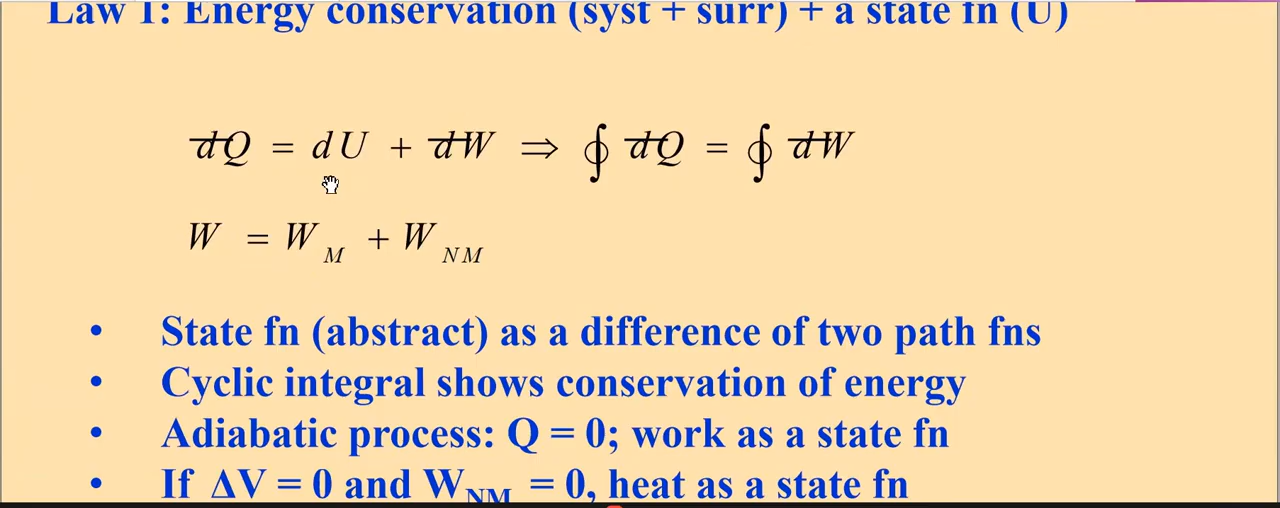 Law 1: Energy conservation (syst + surr) + a state fn (U)
đQ = dU + đW ⇒ ∮ đQ = ∮ đW
W = W_M + W_NM
• State fn (abstract) as a difference of two path fns
• Cyclic integral shows conservation of energy
• Adiabatic process: Q = 0; work as a state fn
• If ΔV = 0 and W_NM = 0, heat as a state fn